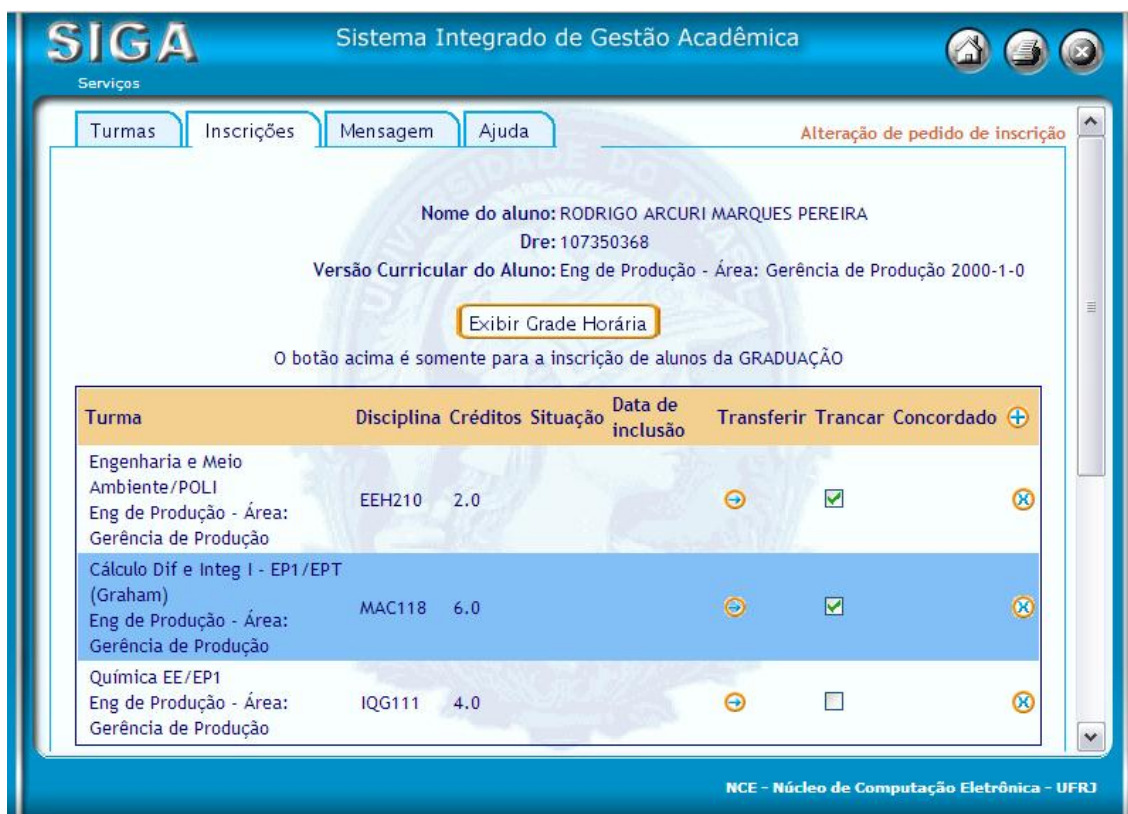 SIGA
Sistema Integrado de Gestão Acadêmica
Serviços
Turmas Inscrições Mensagem Ajuda
Alteração de pedido de inscrição
Nome do aluno: RODRIGO ARCURI MARQUES PEREIRA
Dre: 107350368
Versão Curricular do Aluno: Eng de Produção - Área: Gerência de Produção 2000-1-0
Exibir Grade Horária
O botão acima é somente para a inscrição de alunos da GRADUAÇÃO
Turma Disciplina Créditos Situação Data de inclusão Transferir Trancar Concordado
Engenharia e Meio
Ambiente/POLI
Eng de Produção - Área:
Gerência de Produção
EEH210 2.0
Cálculo Dif e Integ I - EP1/EPT
(Graham)
Eng de Produção - Área:
Gerência de Produção
MAC118 6.0
Química EE/EP1
Eng de Produção - Área:
Gerência de Produção
IQG111 4.0
NCE - Núcleo de Computação Eletrônica - UFRJ